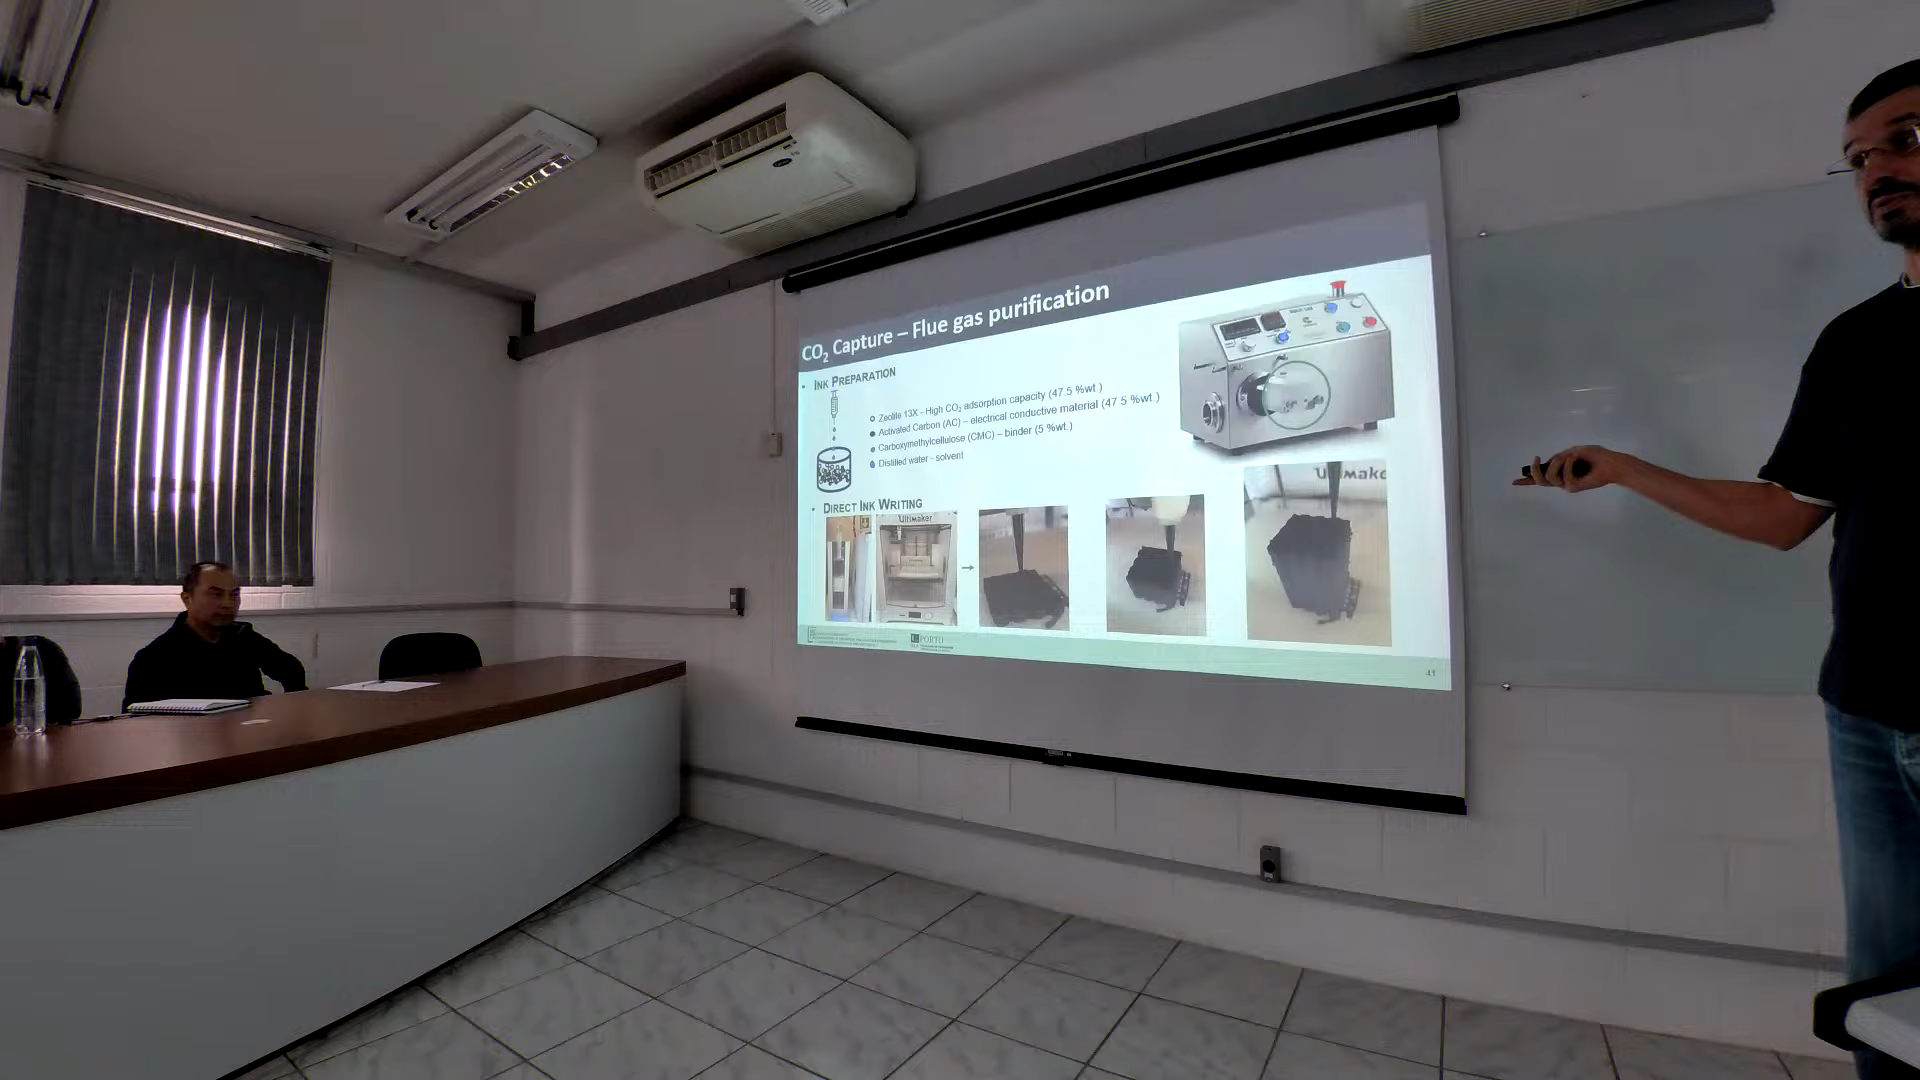 CO₂ Capture – Flue gas purification
• INK PREPARATION
Zeolite 13X - High CO₂ adsorption capacity (47.5 %wt.)
Activated Carbon (AC) – electrical conductive material (47.5 %wt.)
Carboxymethylcellulose (CMC) – binder (5 %wt.)
Distilled water - solvent
• DIRECT INK WRITING
Ultimaker
→
Ultimake
U.PORTO
41